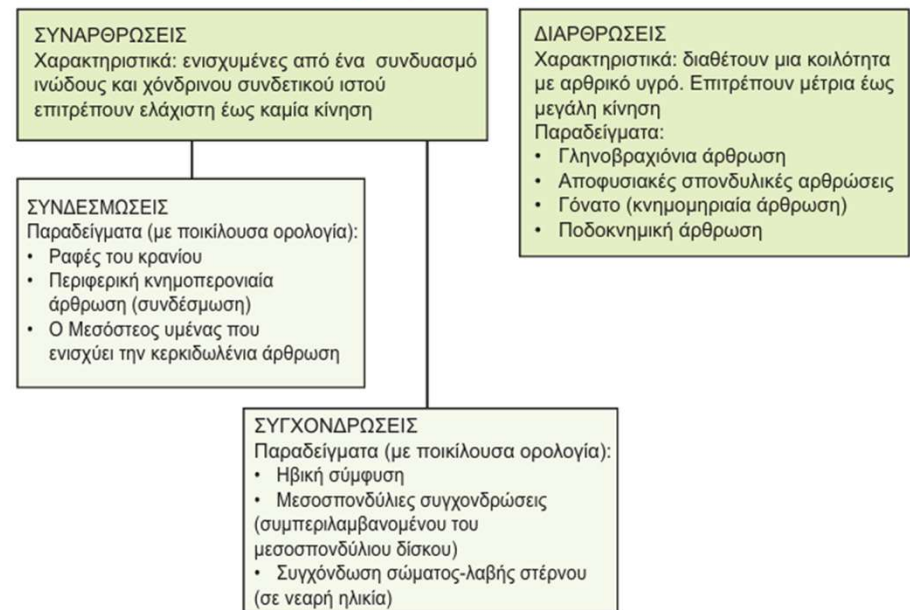 ΣΥΝΑΡΘΡΩΣΕΙΣ
Χαρακτηριστικά: ενισχυμένες από ένα συνδυασμό
ινώδους και χόνδρινου συνδετικού ιστού
επιτρέπουν ελάχιστη έως καμία κίνηση
ΔΙΑΡΘΡΩΣΕΙΣ
Χαρακτηριστικά: διαθέτουν μια κοιλότητα
με αρθρικό υγρό. Επιτρέπουν μέτρια έως
μεγάλη κίνηση
Παραδείγματα:
• Γληνοβραχιόνια άρθρωση
• Αποφυσιακές σπονδυλικές αρθρώσεις
• Γόνατο (κνημομηριαία άρθρωση)
• Ποδοκνημική άρθρωση
ΣΥΝΔΕΣΜΩΣΕΙΣ
Παραδείγματα (με ποικίλουσα ορολογία):
• Ραφές του κρανίου
• Περιφερική κνημοπερονιαία
άρθρωση (συνδέσμωση)
• Ο Μεσόστεος υμένας που
ενισχύει την κερκιδωλένια άρθρωση
ΣΥΓΧΟΝΔΡΩΣΕΙΣ
Παραδείγματα (με ποικίλουσα ορολογία):
• Ηβική σύμφυση
• Μεσοσπονδύλιες συγχονδρώσεις
(συμπεριλαμβανομένου του
μεσοσπονδύλιου δίσκου)
• Συγχόνδωση σώματος-λαβής στέρνου
(σε νεαρή ηλικία)